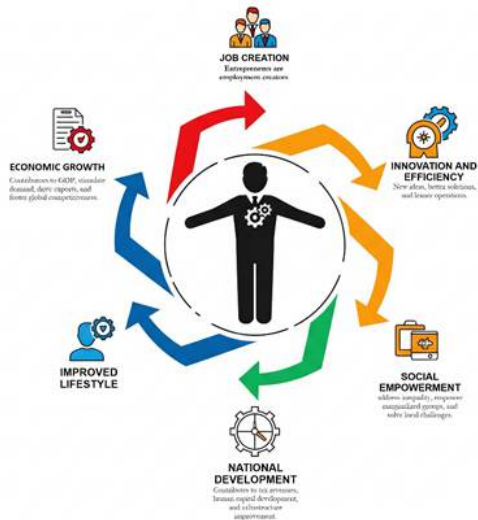 JOB CREATION
Entrepreneurs are
employment creators
INNOVATION AND
EFFICIENCY
New ideas, better solutions,
and leaner operations.
SOCIAL
EMPOWERMENT
address inequality, empower
marginalized groups, and
solve local challenges.
NATIONAL
DEVELOPMENT
Contributes to tax revenues,
human capital development,
and infrastructure
improvement
IMPROVED
LIFESTYLE
ECONOMIC GROWTH
Contributes to GDP, stimulate
demand, drive exports, and
foster global competitiveness.